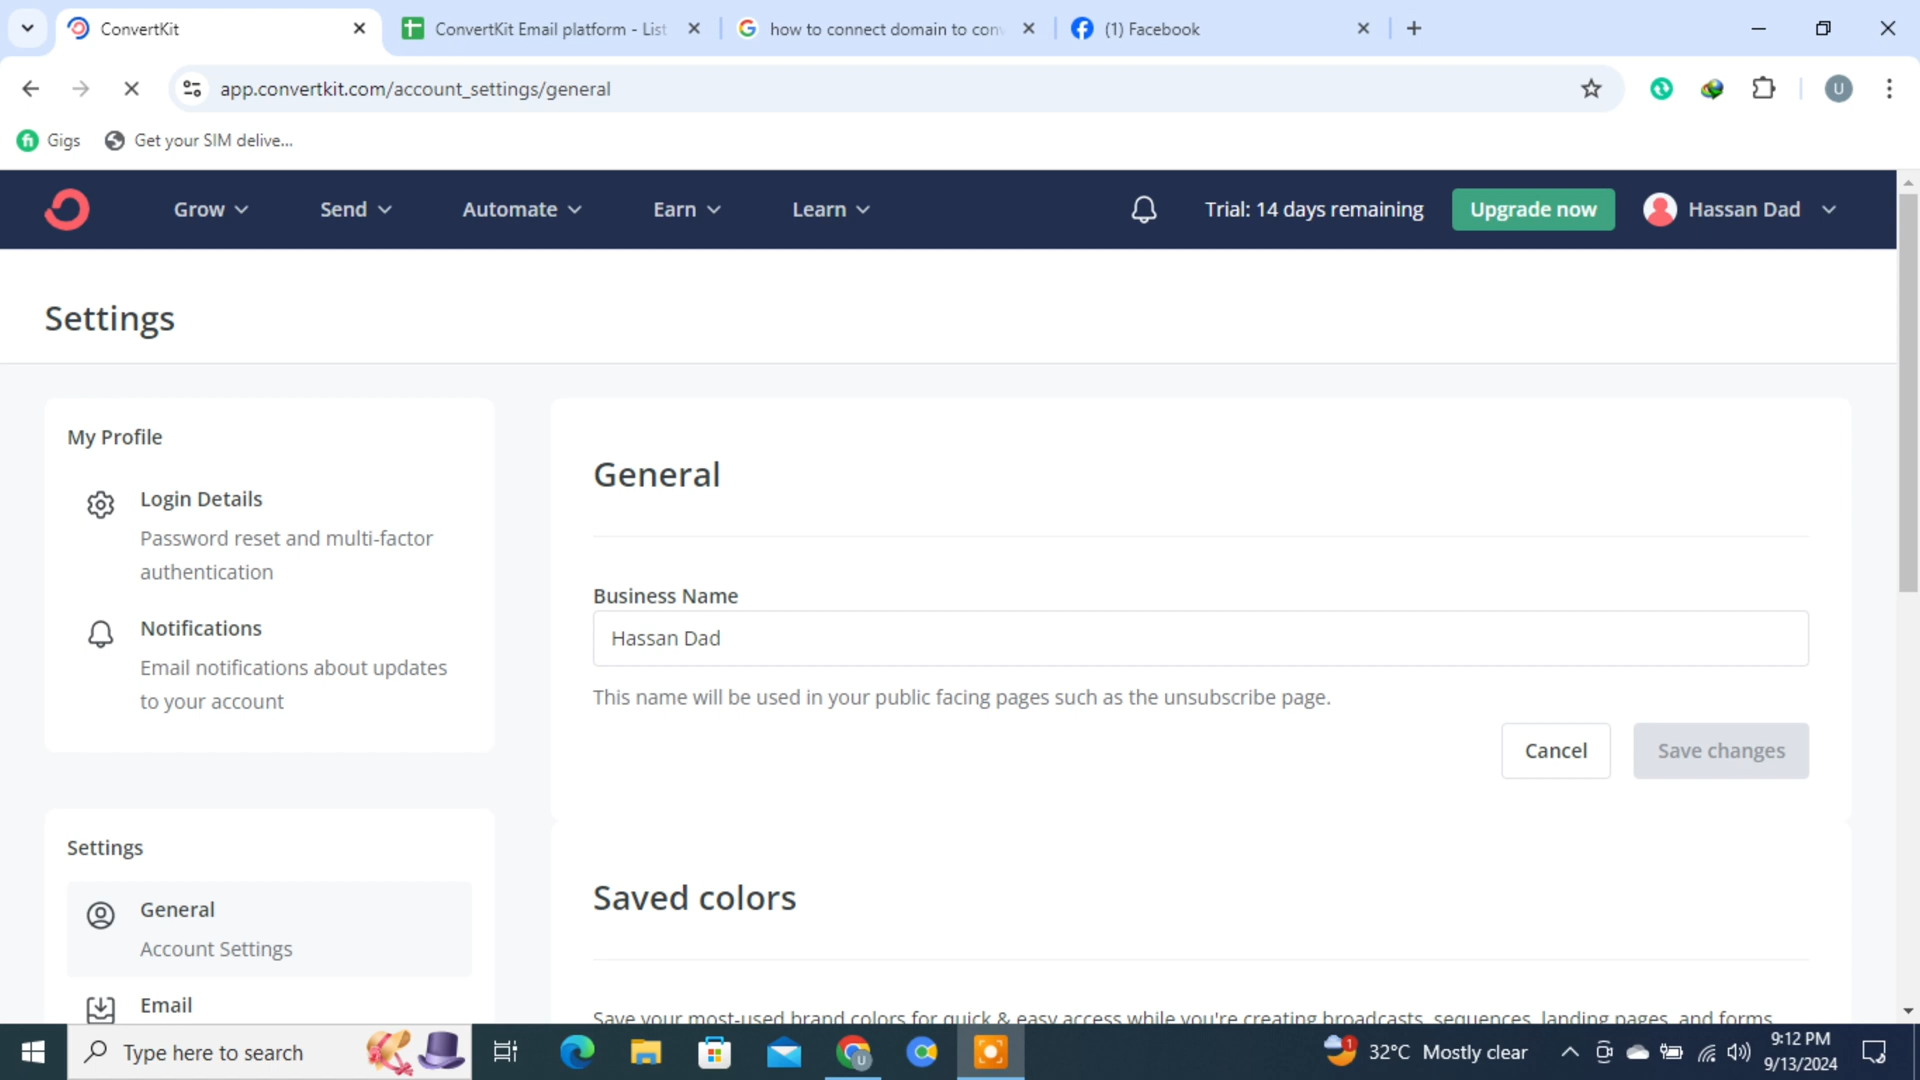 ConvertKit
ConvertKit Email platform - List
how to connect domain to con
(1) Facebook
app.convertkit.com/account_settings/general
U
Gigs
Get your SIM delive...
Grow
Send
Automate
Earn
Learn
Trial: 14 days remaining
Upgrade now
Hassan Dad
Settings
My Profile
Login Details
Password reset and multi-factor
authentication
Notifications
Email notifications about updates
to your account
Settings
General
Account Settings
Email
General
Business Name
Hassan Dad
This name will be used in your public facing pages such as the unsubscribe page.
Cancel
Save changes
Saved colors
Save your most-used brand colors for quick & easy access while you're creating broadcasts, sequences, landing pages, and forms
Type here to search
1
32°C Mostly clear
9:12 PM
9/13/2024